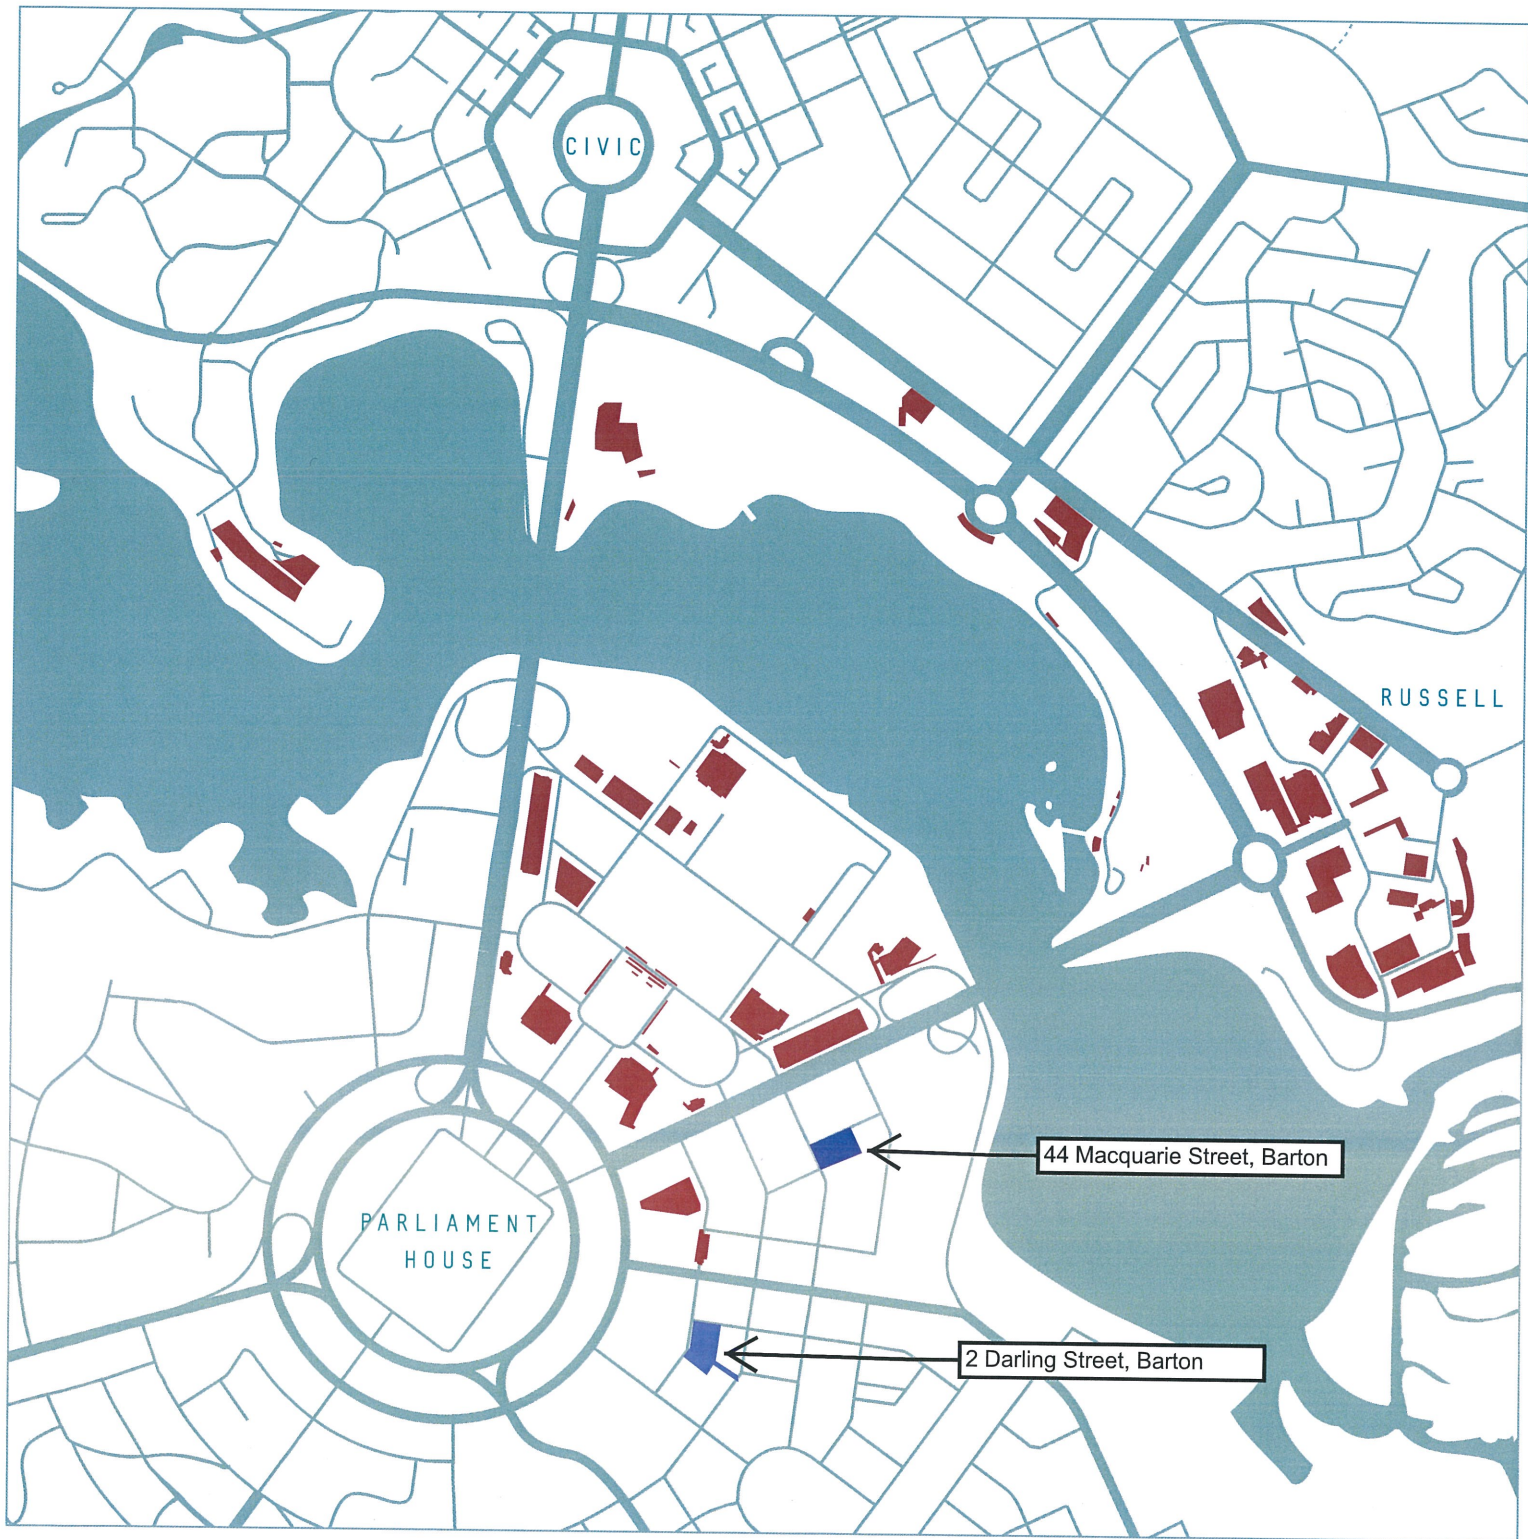 CIVIC
RUSSELL
44 Macquarie Street, Barton
PARLIAMENT
HOUSE
2 Darling Street, Barton